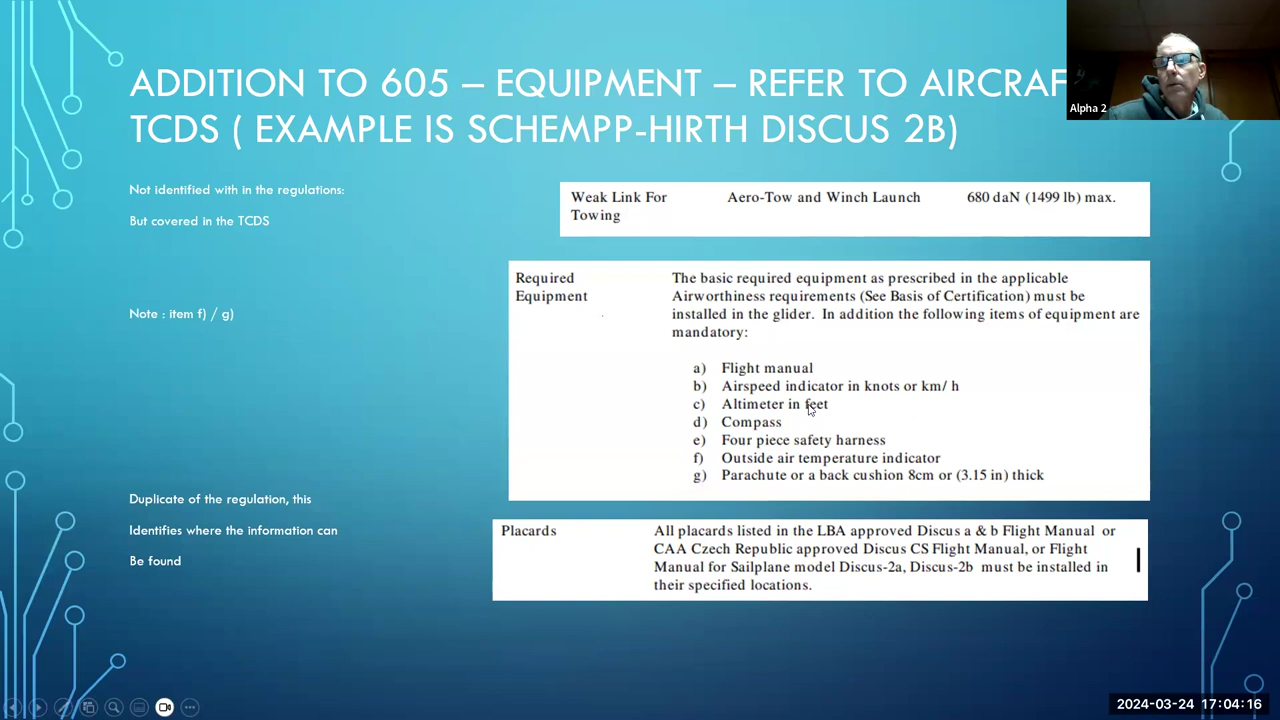 ADDITION TO 605 – EQUIPMENT – REFER TO AIRCRAF
TCDS ( EXAMPLE IS SCHEMPP-HIRTH DISCUS 2B)
Alpha 2
Not identified with in the regulations:
But covered in the TCDS
Weak Link For Aero-Tow and Winch Launch 680 daN (1499 lb) max.
Towing
Note : item f) / g)
Required The basic required equipment as prescribed in the applicable
Equipment Airworthiness requirements (See Basis of Certification) must be
installed in the glider. In addition the following items of equipment are
mandatory:
a) Flight manual
b) Airspeed indicator in knots or km/ h
c) Altimeter in feet
d) Compass
e) Four piece safety harness
f) Outside air temperature indicator
g) Parachute or a back cushion 8cm or (3.15 in) thick
Duplicate of the regulation, this
Identifies where the information can
Be found
Placards All placards listed in the LBA approved Discus a & b Flight Manual or
CAA Czech Republic approved Discus CS Flight Manual, or Flight
Manual for Sailplane model Discus-2a, Discus-2b must be installed in
their specified locations.
2024-03-24 17:04:16